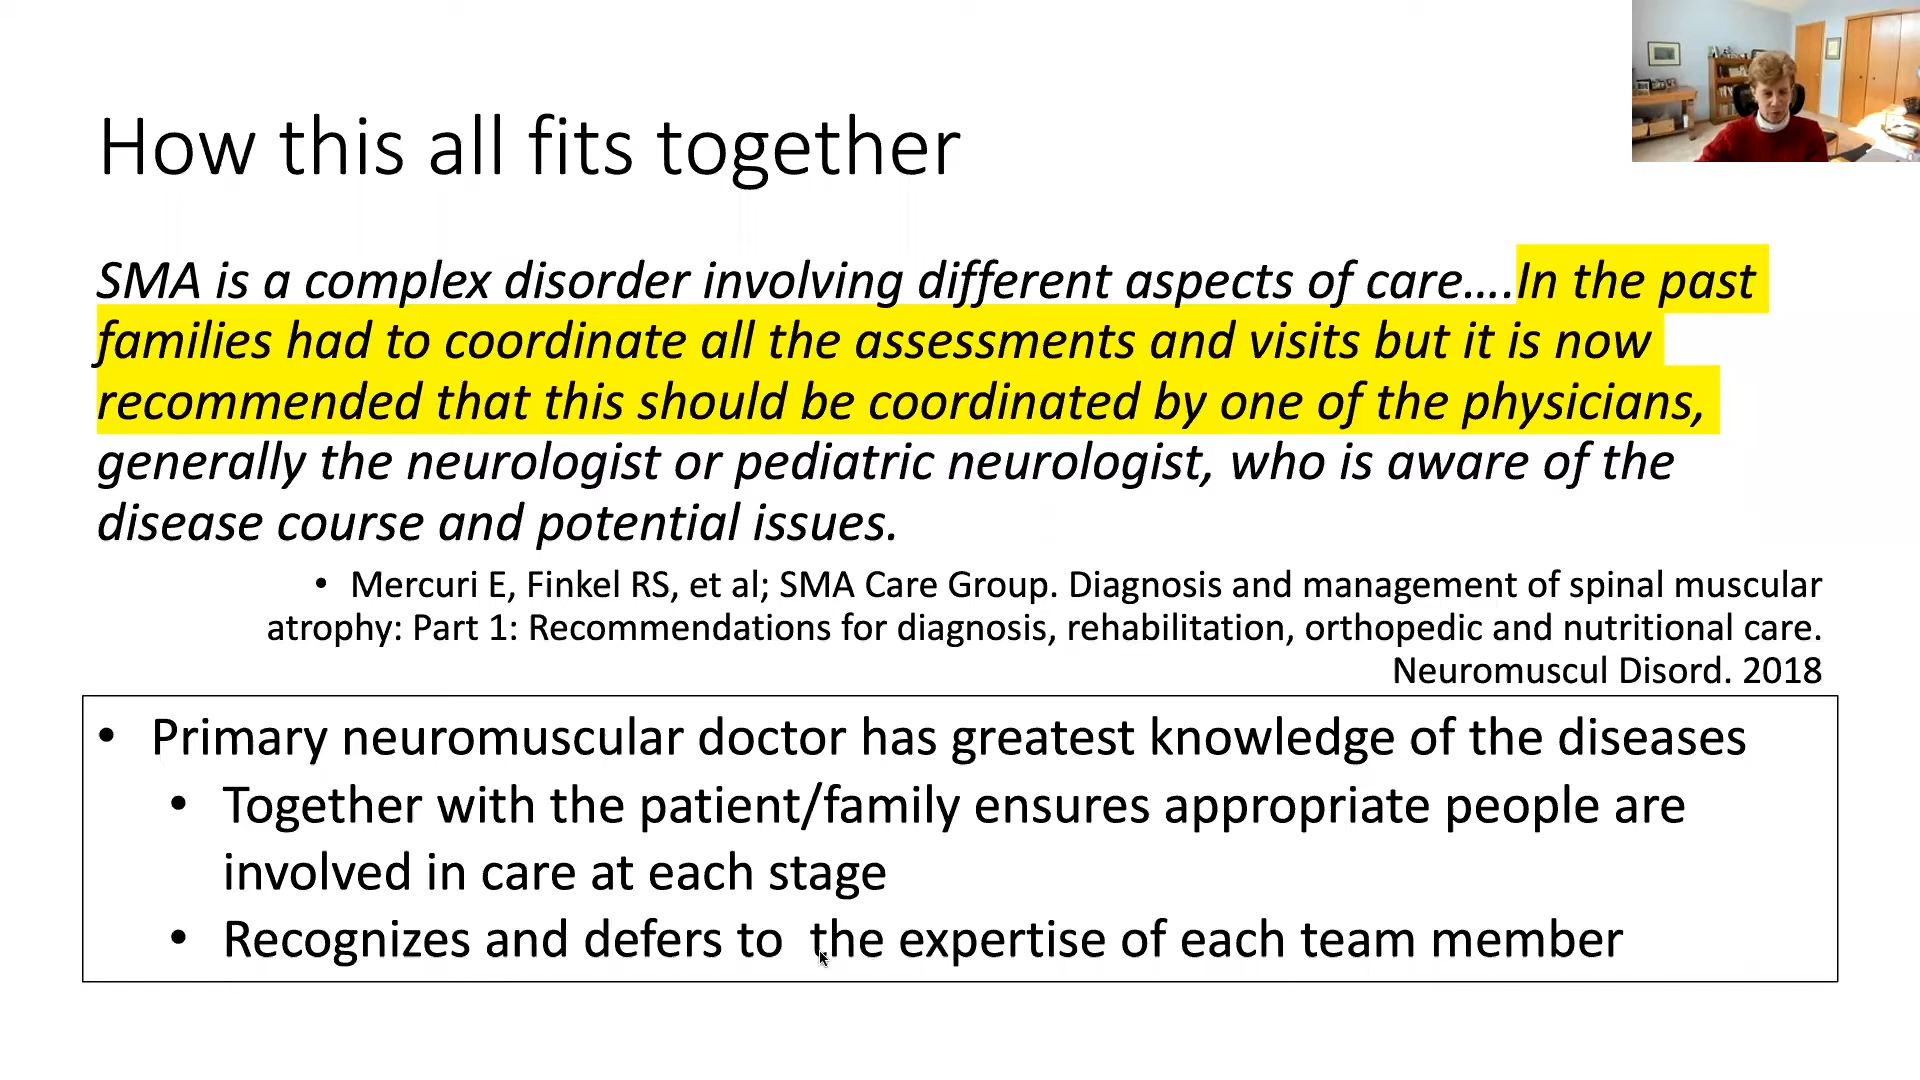 How this all fits together
SMA is a complex disorder involving different aspects of care....In the past
families had to coordinate all the assessments and visits but it is now
recommended that this should be coordinated by one of the physicians,
generally the neurologist or pediatric neurologist, who is aware of the
disease course and potential issues.
• Mercuri E, Finkel RS, et al; SMA Care Group. Diagnosis and management of spinal muscular
atrophy: Part 1: Recommendations for diagnosis, rehabilitation, orthopedic and nutritional care.
Neuromuscul Disord. 2018
• Primary neuromuscular doctor has greatest knowledge of the diseases
• Together with the patient/family ensures appropriate people are
involved in care at each stage
• Recognizes and defers to  the expertise of each team member